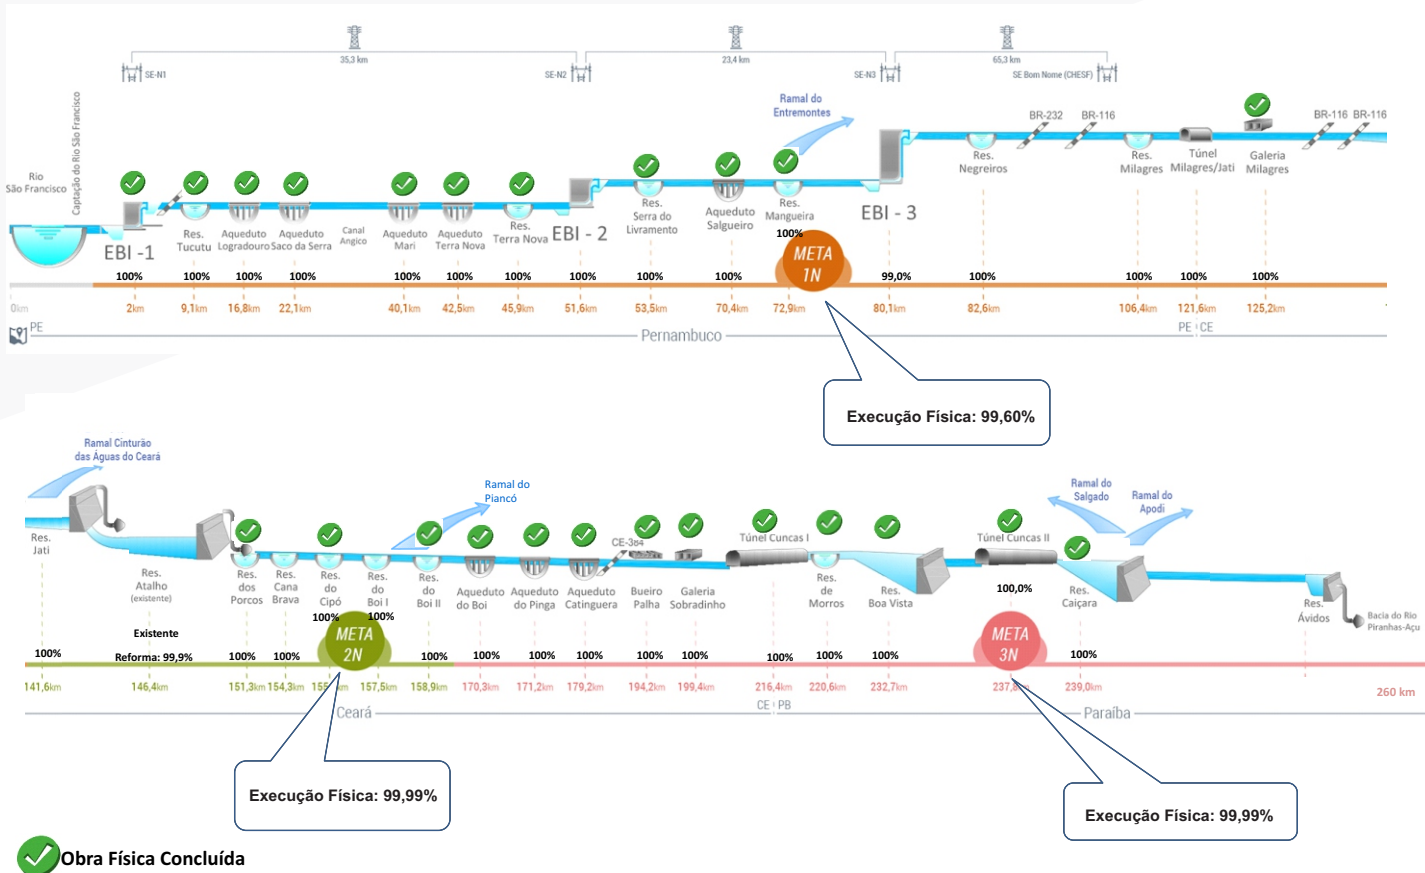 35,3 km
23,4 km
65,3 km
SE-N1
SE-N2
SE-N3
SE Bom Nome (CHESF)
Ramal do
Entremontes
BR-232
BR-116
BR-116
BR-116
Rio
São Francisco
Captação do Rio São Francisco
EBI -1
Res.
Tucutu
Aqueduto
Logradouro
Aqueduto
Saco da Serra
Canal
Angico
Aqueduto
Mari
Aqueduto
Terra Nova
Res.
Terra Nova
EBI - 2
Res.
Serra do
Livramento
Aqueduto
Salgueiro
Res.
Mangueira
EBI - 3
Res.
Negreiros
Res.
Milagres
Túnel
Milagres/Jati
Galeria
Milagres
100%
META
1N
100%
100%
100%
100%
100%
100%
100%
100%
100%
100%
99,0%
100%
100%
100%
100%
0km
2km
9,1km
16,8km
22,1km
40,1km
42,5km
45,9km
51,6km
53,5km
70,4km
72,9km
80,1km
82,6km
106,4km
121,6km
125,2km
PE
Pernambuco
PE
CE
Execução Física: 99,60%
Ramal Cinturão
das Águas do Ceará
Ramal do
Piancó
Ramal do
Salgado
Ramal do
Apodi
Res.
Jati
Res.
Atalho
(existente)
Res.
dos
Porcos
Res.
Cana
Brava
Res.
do
Cipó
Res.
do
Boi I
Res.
do
Boi II
Aqueduto
do Boi
Aqueduto
do Pinga
Aqueduto
Catinguera
CE-384
Bueiro
Palha
Galeria
Sobradinho
Túnel Cuncas I
Res.
de
Morros
Res.
Boa Vista
Túnel Cuncas II
Res.
Caiçara
Res.
Ávidos
Bacia do Rio
Piranhas-Açu
100,0%
100%
100%
META
2N
META
3N
Existente
Reforma: 99,9%
100%
100%
100%
100%
100%
100%
100%
100%
100%
100%
100%
100%
100%
141,6km
146,4km
151,3km
154,3km
157,5km
158,9km
170,3km
171,2km
179,2km
194,2km
199,4km
216,4km
220,6km
232,7km
239,0km
260 km
Ceará
CE
PB
Paraíba
Execução Física: 99,99%
Execução Física: 99,99%
Obra Física Concluída